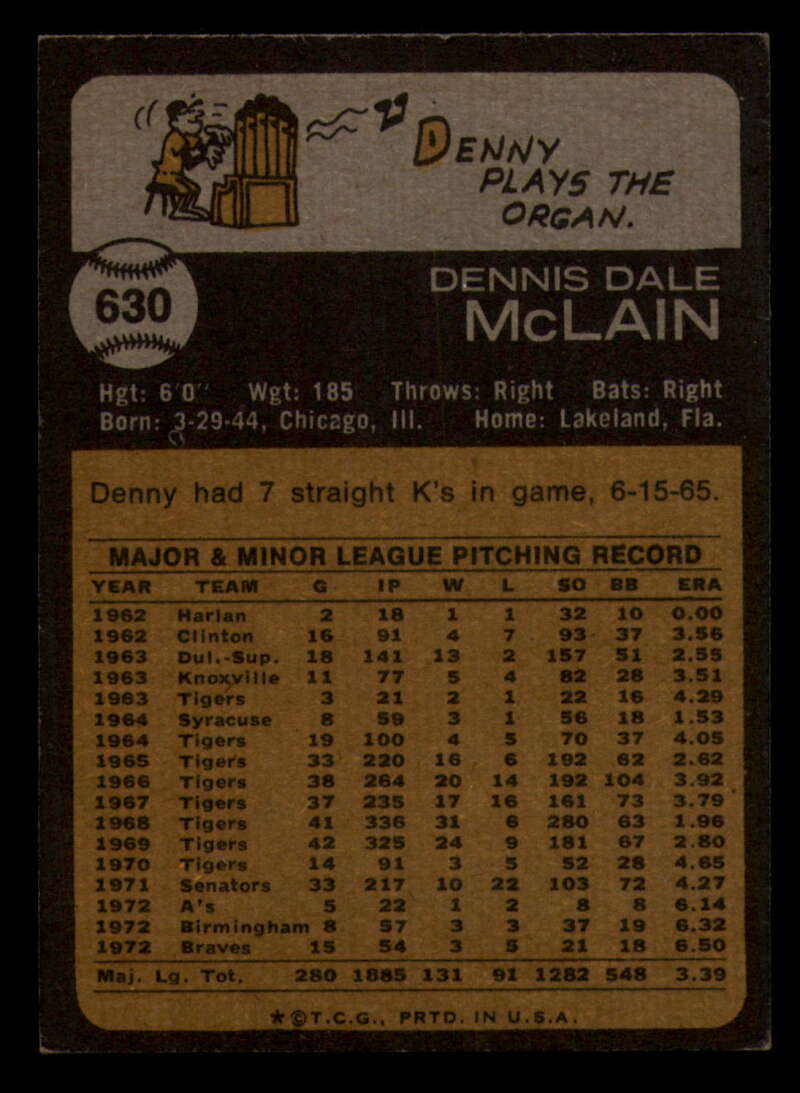 DENNY
PLAYS THE
ORGAN.
630
DENNIS DALE
McLAIN
Hgt: 6'0" Wgt: 185 Throws: Right Bats: Right
Born: 3-29-44, Chicago, Ill. Home: Lakeland, Fla.
Denny had 7 straight K's in game, 6-15-65.
MAJOR & MINOR LEAGUE PITCHING RECORD
YEAR TEAM G IP W L SO BB ERA
1962 Harlan 2 18 1 1 32 10 0.00
1962 Clinton 16 91 4 7 93 37 3.56
1963 Dul.-Sup. 18 141 13 2 157 51 2.55
1963 Knoxville 11 77 5 4 82 28 3.51
1963 Tigers 3 21 2 1 22 16 4.29
1964 Syracuse 8 59 3 1 56 18 1.53
1964 Tigers 19 100 4 5 70 37 4.05
1965 Tigers 33 220 16 6 192 62 2.62
1966 Tigers 38 264 20 14 192 104 3.92
1967 Tigers 37 235 17 16 161 73 3.79
1968 Tigers 41 336 31 6 280 63 1.96
1969 Tigers 42 325 24 9 181 67 2.80
1970 Tigers 14 91 3 5 52 28 4.65
1971 Senators 33 217 10 22 103 72 4.27
1972 A's 5 22 1 2 8 8 6.14
1972 Birmingham 8 57 3 3 37 19 6.32
1972 Braves 15 54 3 5 21 18 6.50
Maj. Lg. Tot. 280 1885 131 91 1282 548 3.39
★©T.C.G., PRTD. IN U.S.A.